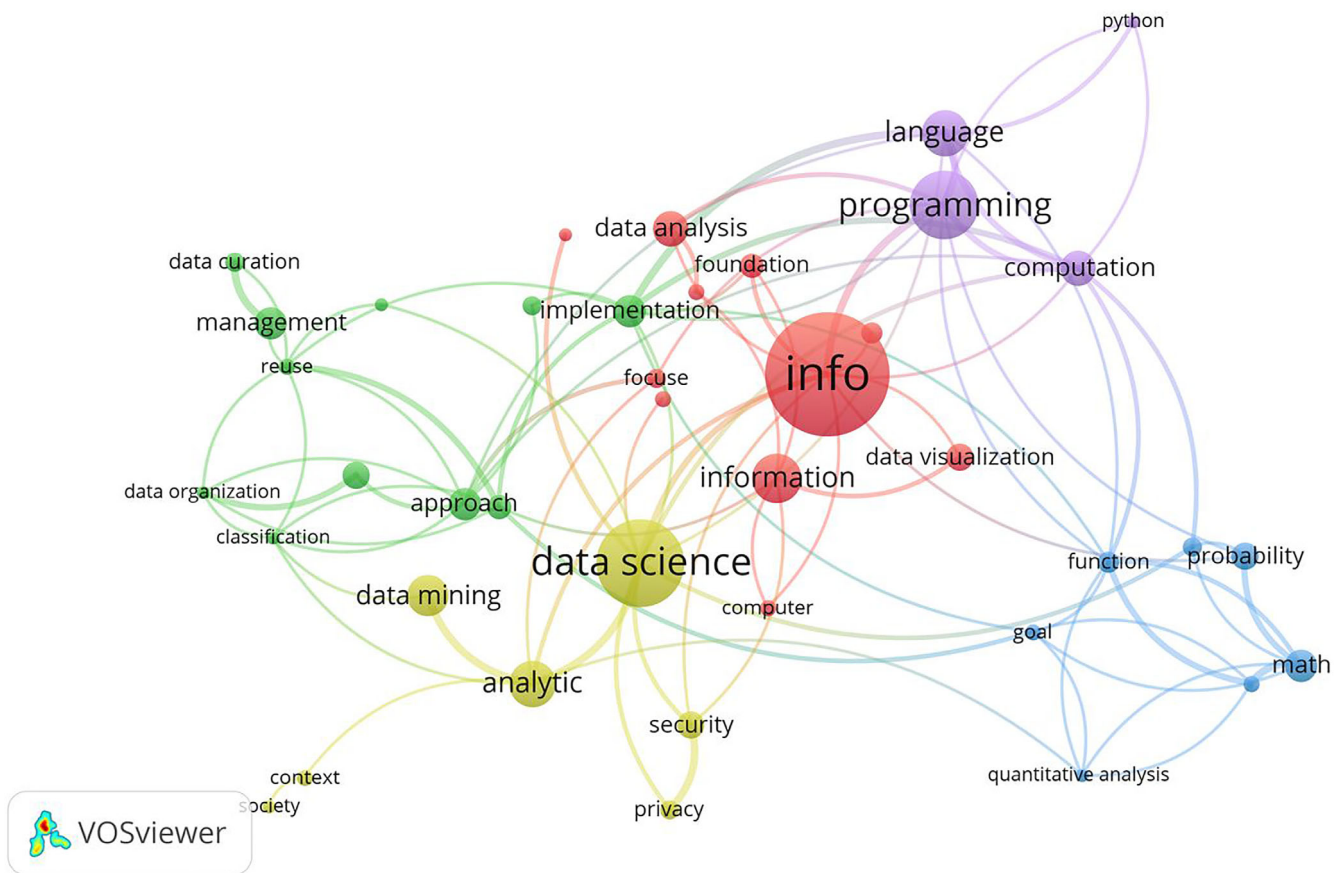 python
language
programming
data analysis
foundation
computation
data curation
implementation
management
reuse
focuse
info
data visualization
information
data organization
approach
classification
function
probability
data science
data mining
computer
goal
math
analytic
security
context
quantitative analysis
society
privacy
VOSviewer